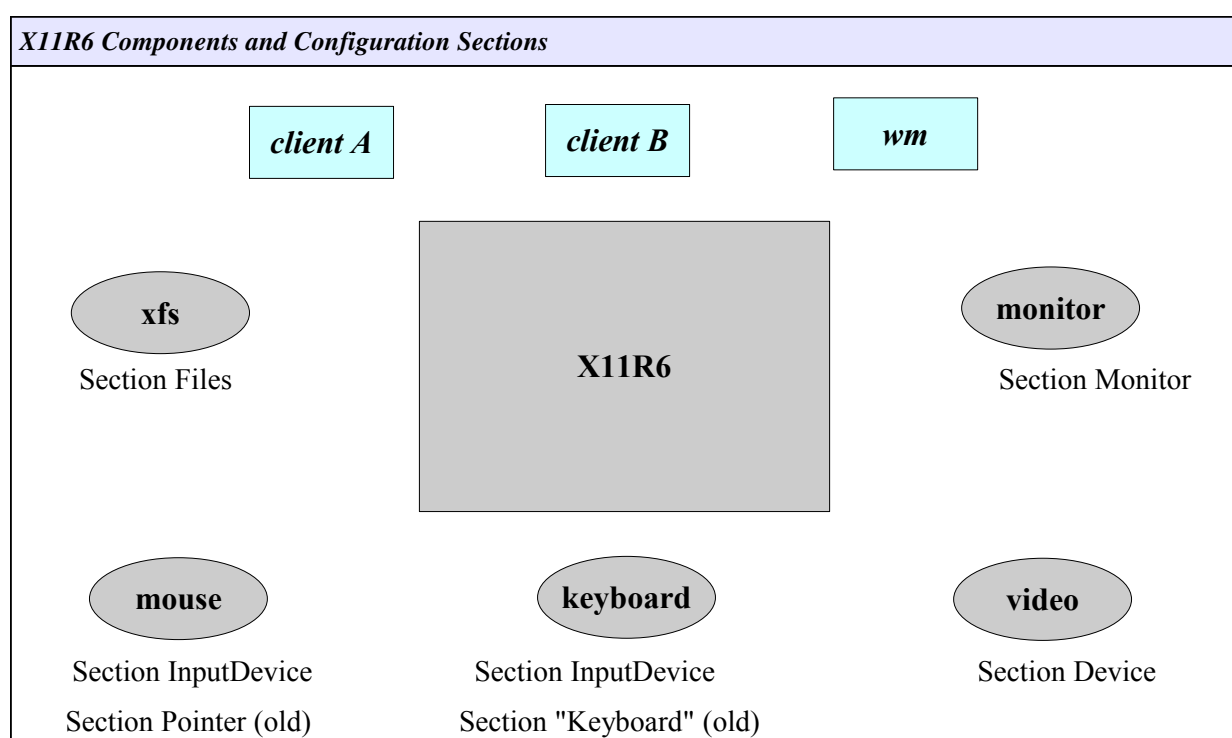 X11R6 Components and Configuration Sections
client A
client B
wm
xfs
monitor
X11R6
Section Files
Section Monitor
mouse
keyboard
video
Section InputDevice
Section InputDevice
Section Device
Section Pointer (old)
Section "Keyboard" (old)